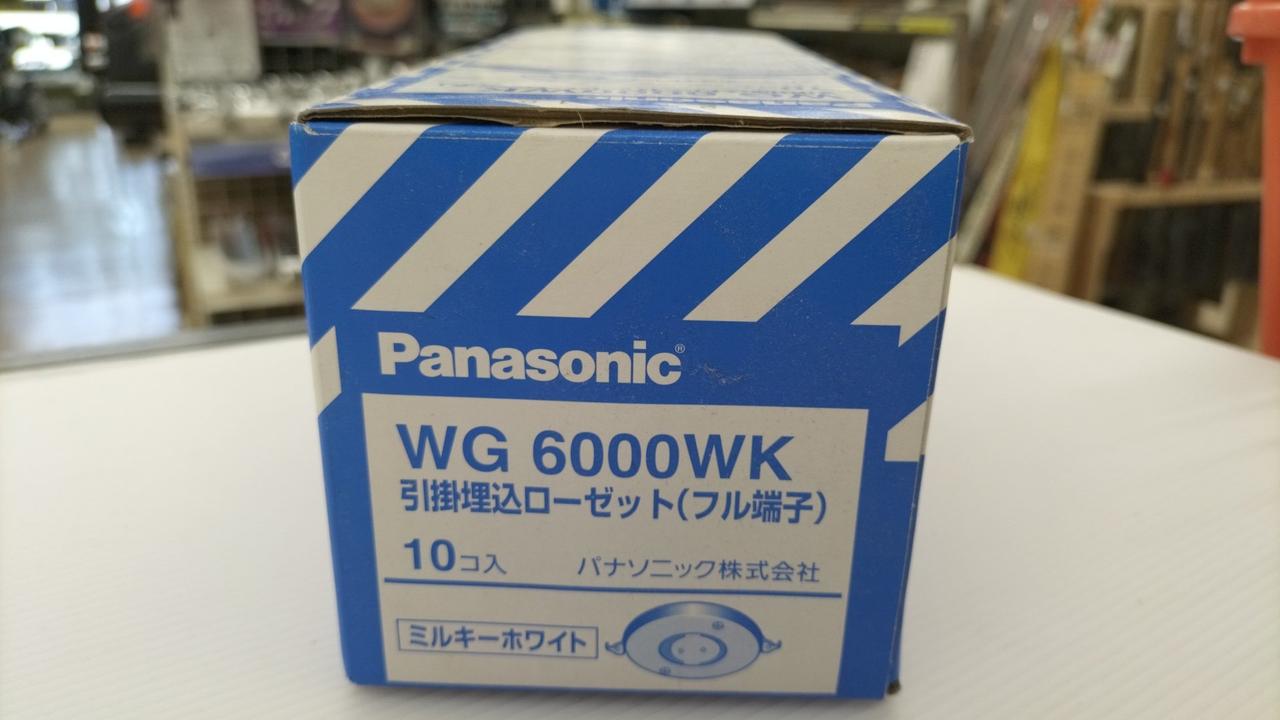 Panasonic®
WG 6000WK
引掛埋込ローゼット(フル端子)
10コ入 パナソニック株式会社
ミルキーホワイト